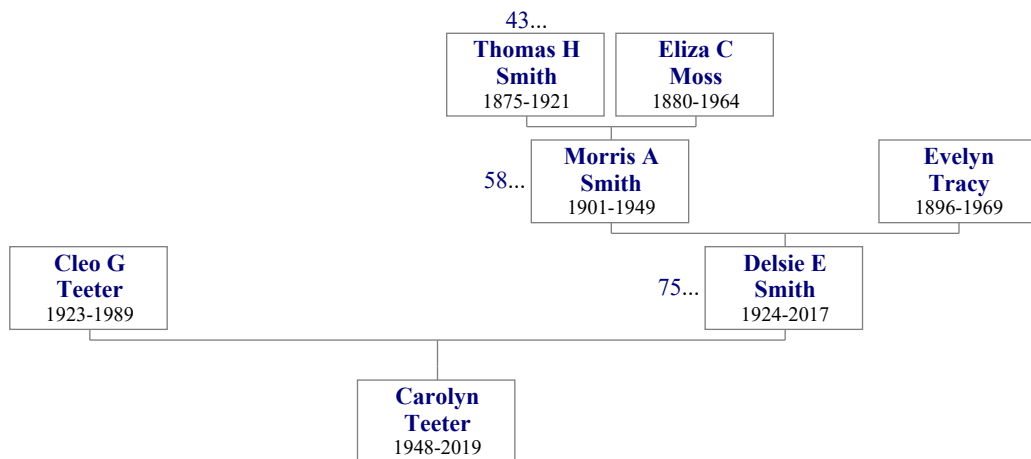 43...
Thomas H
Smith
1875-1921
Eliza C
Moss
1880-1964
58...
Morris A
Smith
1901-1949
Evelyn
Tracy
1896-1969
Cleo G
Teeter
1923-1989
75...
Delsie E
Smith
1924-2017
Carolyn
Teeter
1948-2019